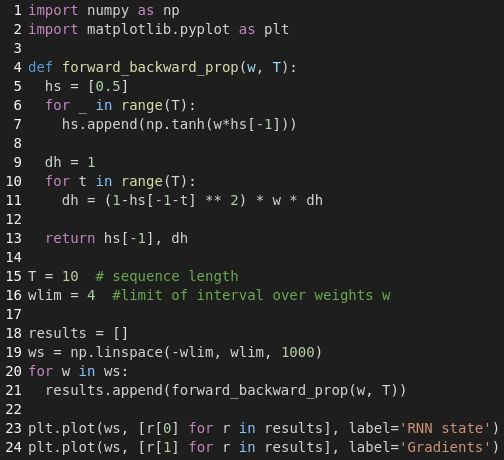 1 import numpy as np
2 import matplotlib.pyplot as plt
3
4 def forward_backward_prop(w, T):
5   hs = [0.5]
6   for _ in range(T):
7     hs.append(np.tanh(w*hs[-1]))
8
9   dh = 1
10   for t in range(T):
11     dh = (1-hs[-1-t] ** 2) * w * dh
12
13   return hs[-1], dh
14
15 T = 10  # sequence length
16 wlim = 4  #limit of interval over weights w
17
18 results = []
19 ws = np.linspace(-wlim, wlim, 1000)
20 for w in ws:
21   results.append(forward_backward_prop(w, T))
22
23 plt.plot(ws, [r[0] for r in results], label='RNN state')
24 plt.plot(ws, [r[1] for r in results], label='Gradients')